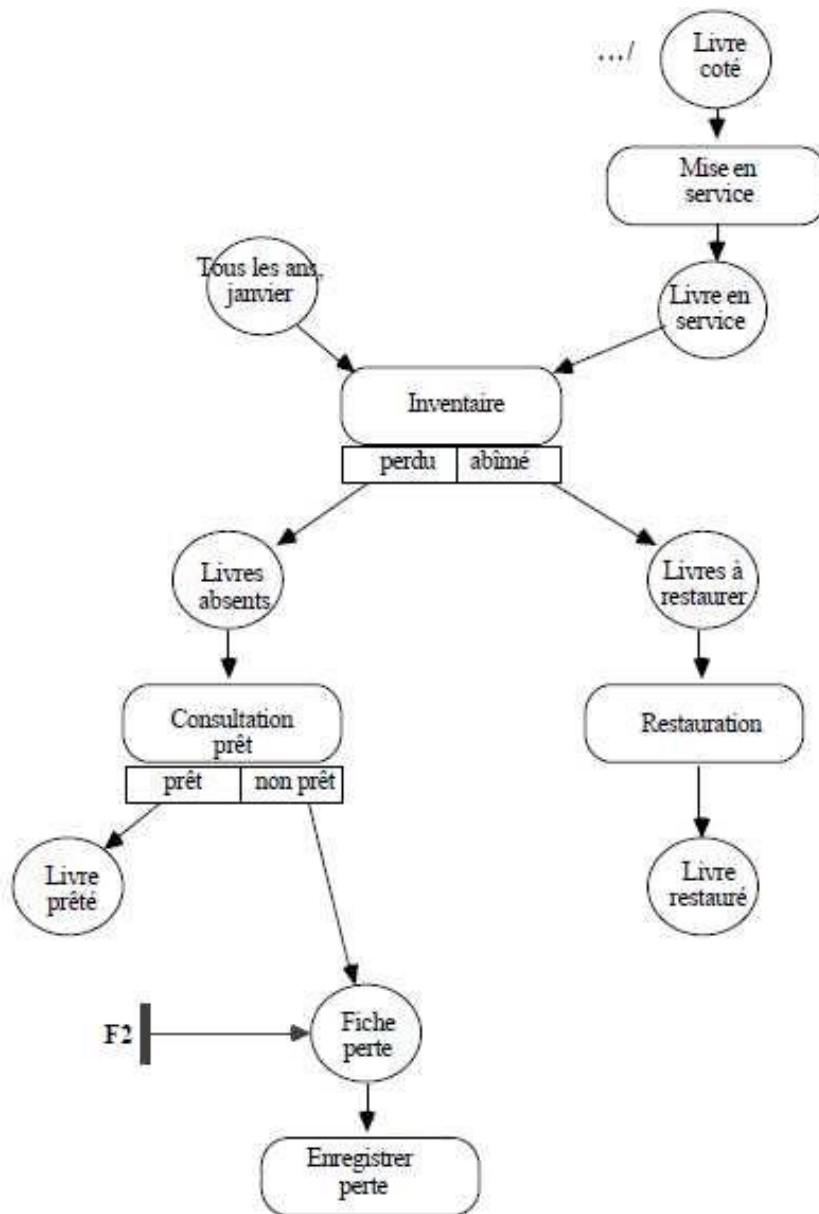 .../
Livre
coté
Mise en
service
Tous les ans,
janvier
Livre en
service
Inventaire
perdu
abîmé
Livres
absents
Livres à
restaurer
Consultation
prêt
Restauration
prêt
non prêt
Livre
prêté
Livre
restauré
F2
Fiche
perte
Enregistrer
perte